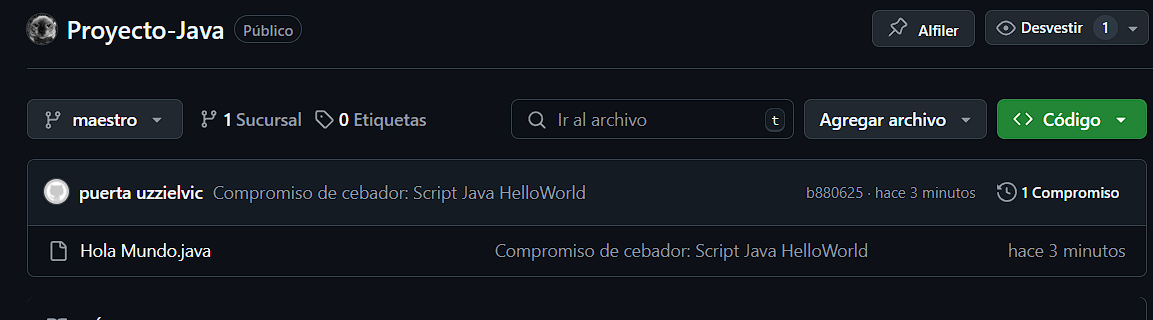 Proyecto-Java Público Alfiler Desvestir 1
maestro 1 Sucursal 0 Etiquetas Ir al archivo t Agregar archivo Código
puerta uzzielvic Compromiso de cebador: Script Java HelloWorld b880625 · hace 3 minutos 1 Compromiso
Hola Mundo.java Compromiso de cebador: Script Java HelloWorld hace 3 minutos